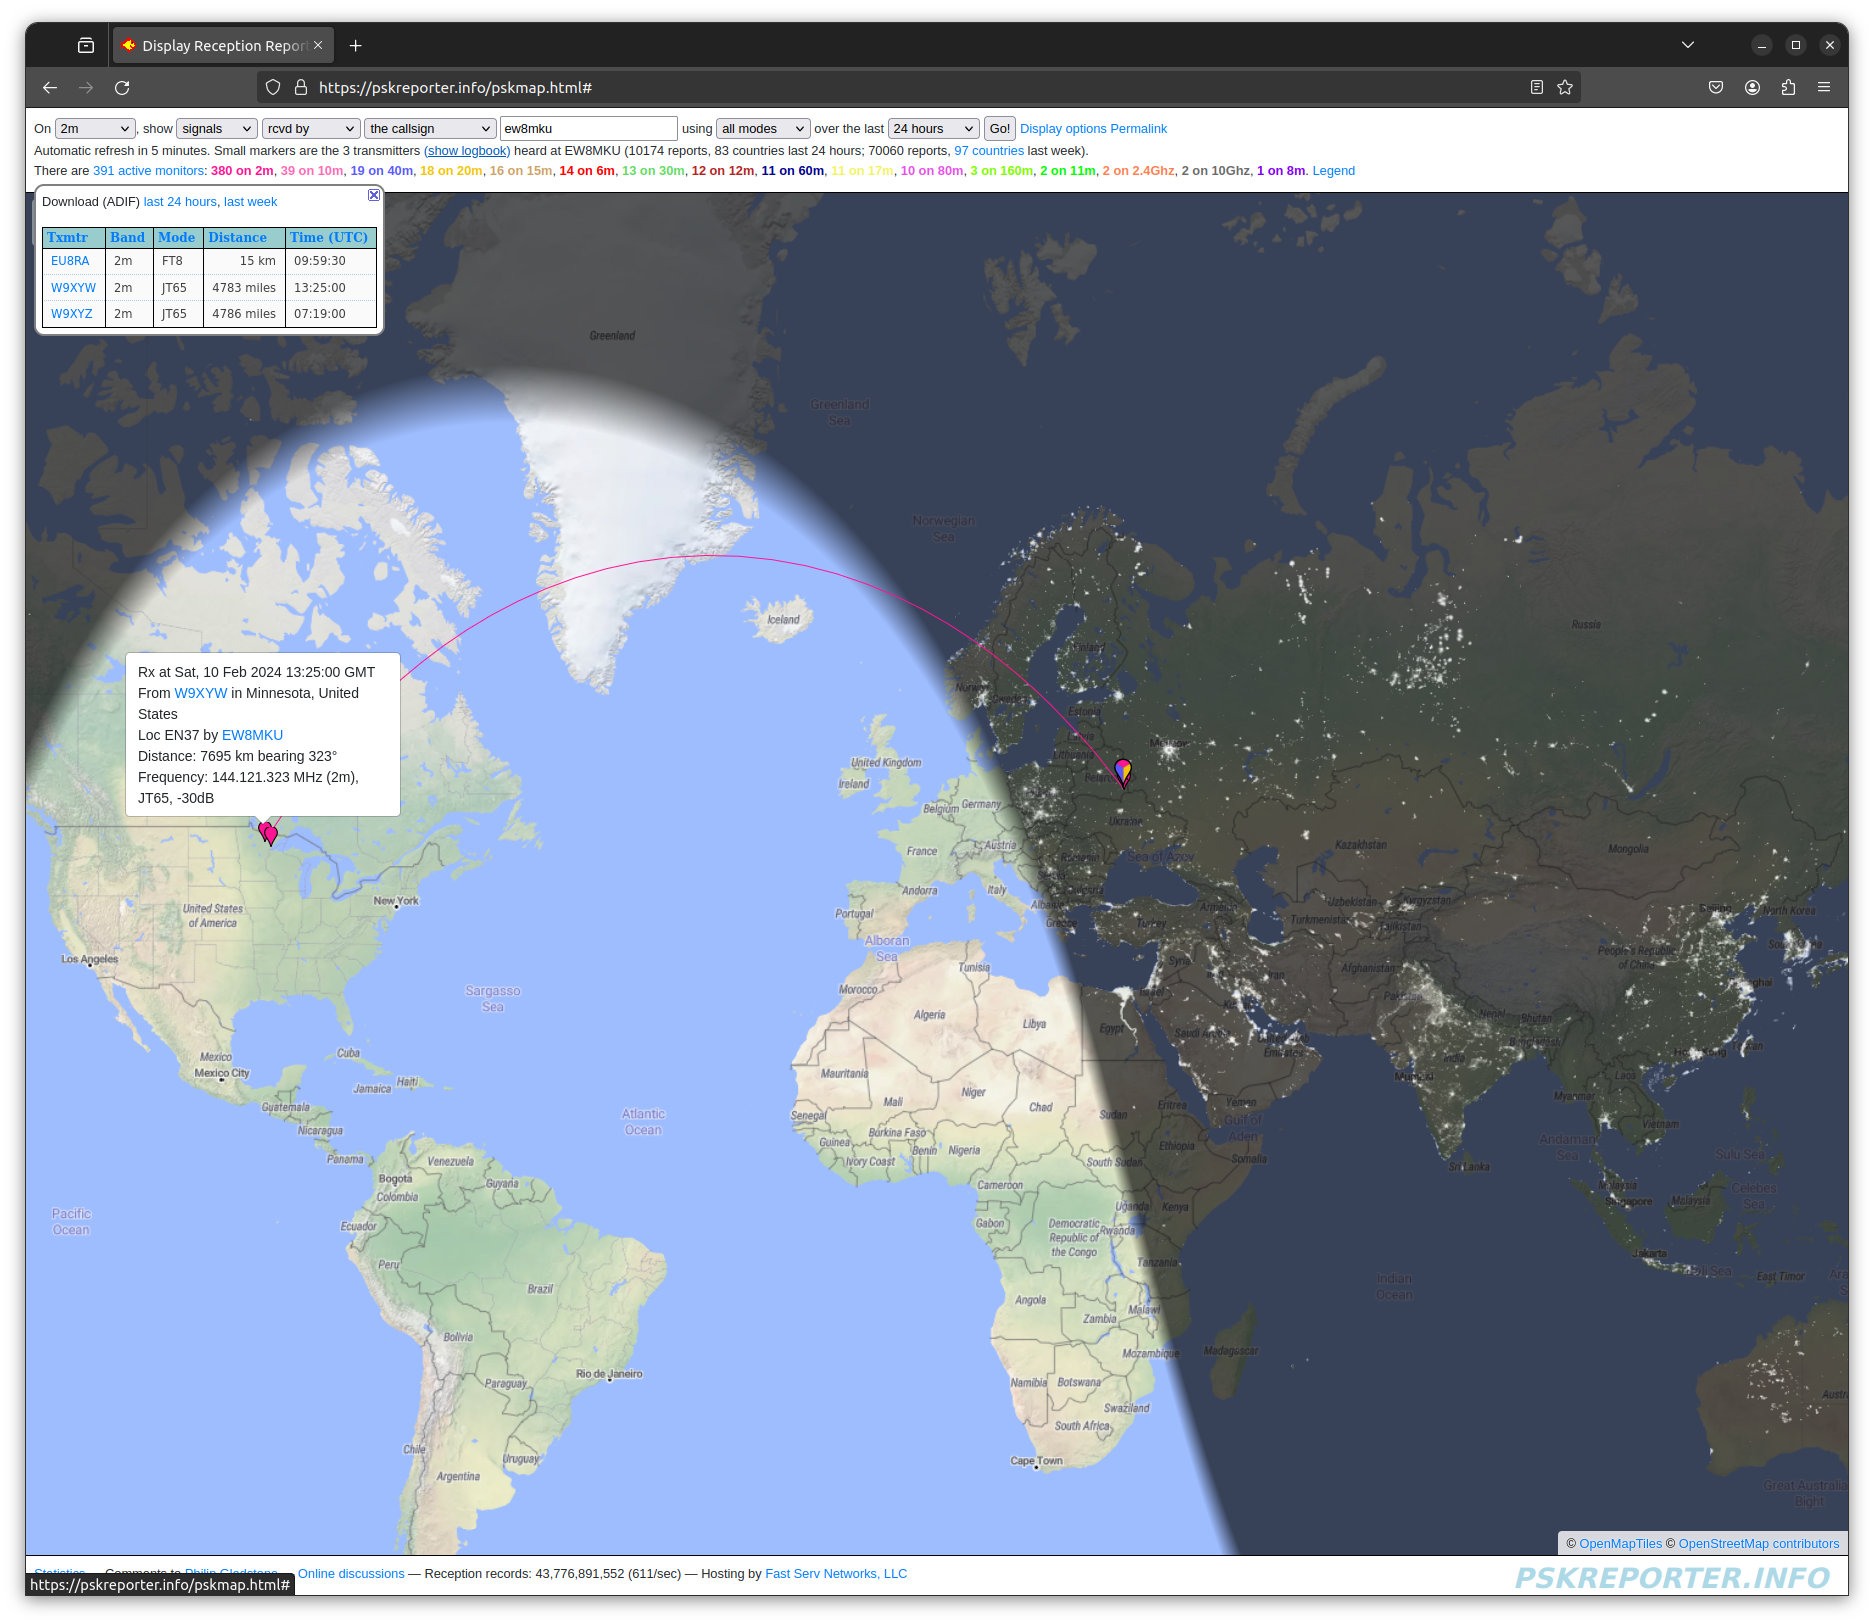 Display Reception Repor
https://pskreporter.info/pskmap.html#
On 2m, show signals rcvd by the callsign ew8mku using all modes over the last 24 hours Go! Display options Permalink
Automatic refresh in 5 minutes. Small markers are the 3 transmitters (show logbook) heard at EW8MKU (10174 reports, 83 countries last 24 hours; 70060 reports, 97 countries last week).
There are 391 active monitors: 380 on 2m, 39 on 10m, 19 on 40m, 18 on 20m, 16 on 15m, 14 on 6m, 13 on 30m, 12 on 12m, 11 on 60m, 11 on 17m, 10 on 80m, 3 on 160m, 2 on 11m, 2 on 2.4Ghz, 2 on 10Ghz, 1 on 8m. Legend
Download (ADIF) last 24 hours, last week
Txmtr Band Mode Distance Time (UTC)
EU8RA 2m FT8 15 km 09:59:30
W9XYW 2m JT65 4783 miles 13:25:00
W9XYZ 2m JT65 4786 miles 07:19:00
Greenland
Greenland
Sea
Norwegian
Sea
Iceland
Russia
Finland
Rx at Sat, 10 Feb 2024 13:25:00 GMT
From W9XYW in Minnesota, United
States
Loc EN37 by EW8MKU
Distance: 7695 km bearing 323°
Frequency: 144.121.323 MHz (2m),
JT65, -30dB
Norway
Sweden
Estonia
Latvia
Lithuania
United Kingdom
Ireland
Belgium
Germany
Ukraine
France
Austria
Romania
Sea of Azov
Kazakhstan
Mongolia
Andorra
Italy
Bulgaria
New York
United States
of America
Portugal
Albania
Greece
Turkey
Armenia
Uzbekistan
Kyrgyzstan
Turkmenistan
Tajikistan
Beijing
North Korea
Alboran
Sea
Los Angeles
Tunisia
Syria
Iraq
Iran
Afghanistan
People's Republic
of China
Sargasso
Sea
Morocco
Israel
Algeria
Libya
Egypt
Saudi Arabia
Nepal
Bhutan
Bangladesh
Mexico
Mexico City
Cuba
Jamaica
Haiti
Mauritania
Mali
Niger
Chad
Sudan
Eritrea
Yemen
Gulf of
Aden
India
Mumbai
Laos
Myanmar
Vietnam
Guatemala
Nicaragua
Panama
Atlantic
Ocean
Senegal
Guinea
Burkina Faso
Benin
Nigeria
Ivory Coast
Ethiopia
South Sudan
Somalia
Andaman
Sea
Sri Lanka
Sulu Sea
Celebes
Sea
Venezuela
Bogota
Colombia
Guyana
Cameroon
Pacific
Ocean
Ecuador
Gabon
Democratic
Republic of
the Congo
Uganda
Kenya
Rwanda
Malaysia
Singapore
Malaysia
Jakarta
Peru
Brazil
Tanzania
Indian
Ocean
East Timor
Angola
Zambia
Malawi
Bolivia
Mozambique
Madagascar
Rio de Janeiro
Paraguay
Namibia
Botswana
Swaziland
South Africa
Chile
Uruguay
Argentina
Cape Town
Great Australia
Bight
© OpenMapTiles © OpenStreetMap contributors
Online discussions — Reception records: 43,776,891,552 (611/sec) — Hosting by Fast Serv Networks, LLC
https://pskreporter.info/pskmap.html#
PSKREPORTER.INFO